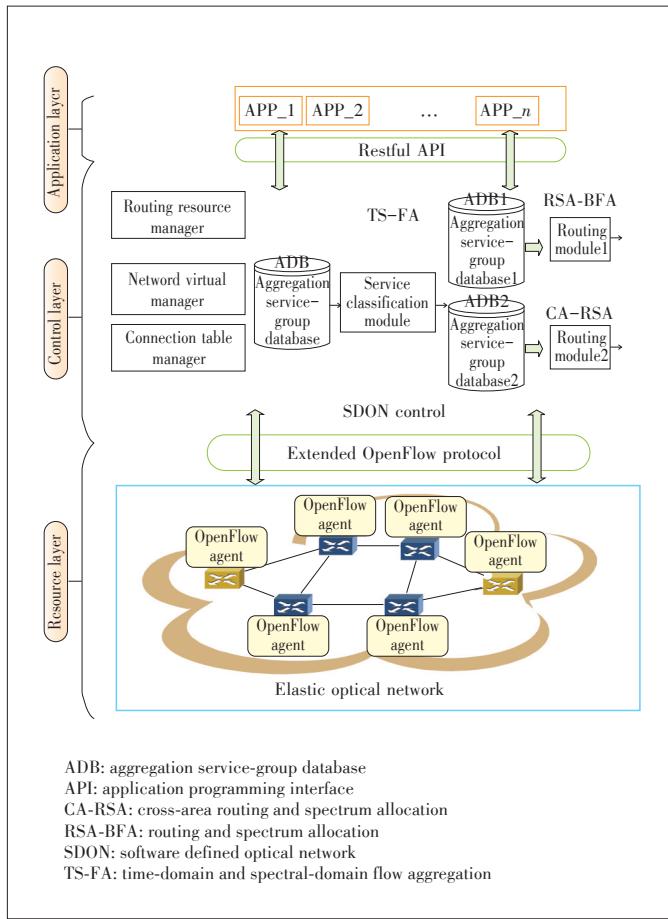 Application laycr
APP_1
APP_2
...
APP_n
Restful API
Control layer
Routing resource
manager
Netword virtual
manager
Connection table
manager
ADB
Aggregation
service-
group
database
TS-FA
Service
classification
module
ADB1
Aggregation
service-
group
database1
RSA-BFA
Routing
module1
ADB2
Aggregation
service-
group
database2
CA-RSA
Routing
module2
SDON control
Extended OpenFlow protocol
Resource layer
OpenFlow
agent
OpenFlow
agent
OpenFlow
agent
OpenFlow
agent
OpenFlow
agent
OpenFlow
agent
Elastic optical network
ADB: aggregation service-group database
API: application programming interface
CA-RSA: cross-area routing and spectrum allocation
RSA-BFA: routing and spectrum allocation
SDON: software defined optical network
TS-FA: time-domain and spectral-domain flow aggregation